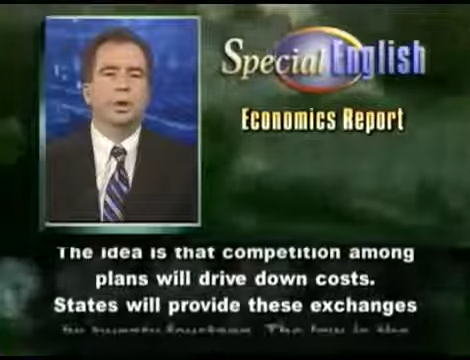 Special English
Economics Report
The idea is that competition among
plans will drive down costs.
States will provide these exchanges